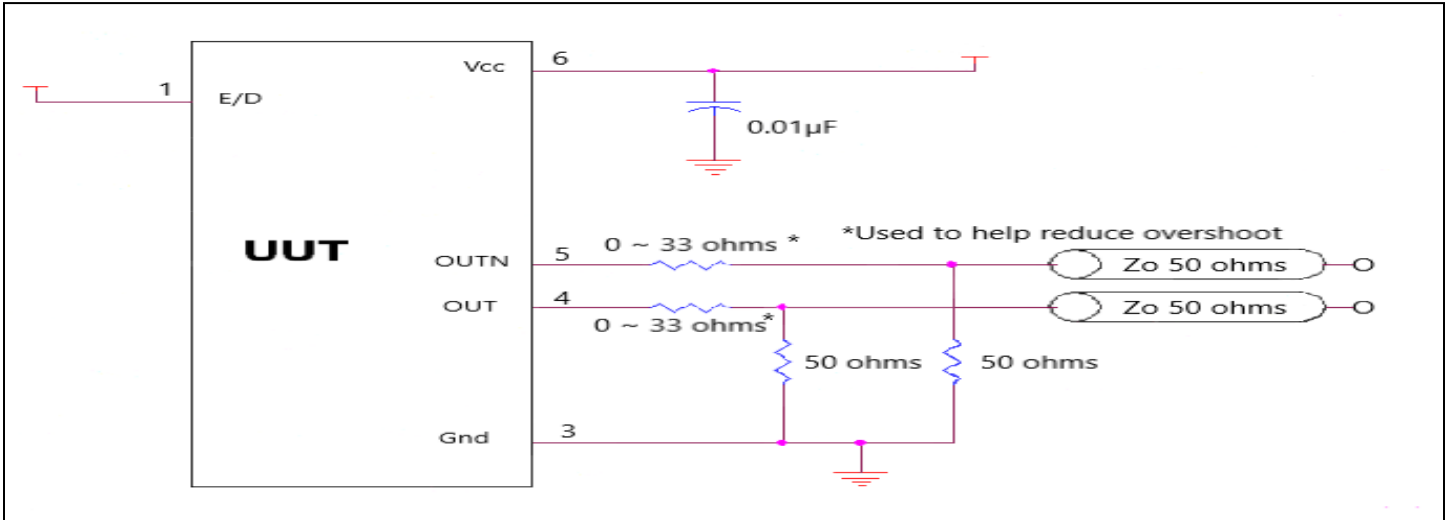 Vcc
6
1
E/D
0.01µF
UUT
*Used to help reduce overshoot
0 ~ 33 ohms *
5
OUTN
Zo 50 ohms
4
OUT
Zo 50 ohms
0 ~ 33 ohms*
50 ohms
50 ohms
3
Gnd